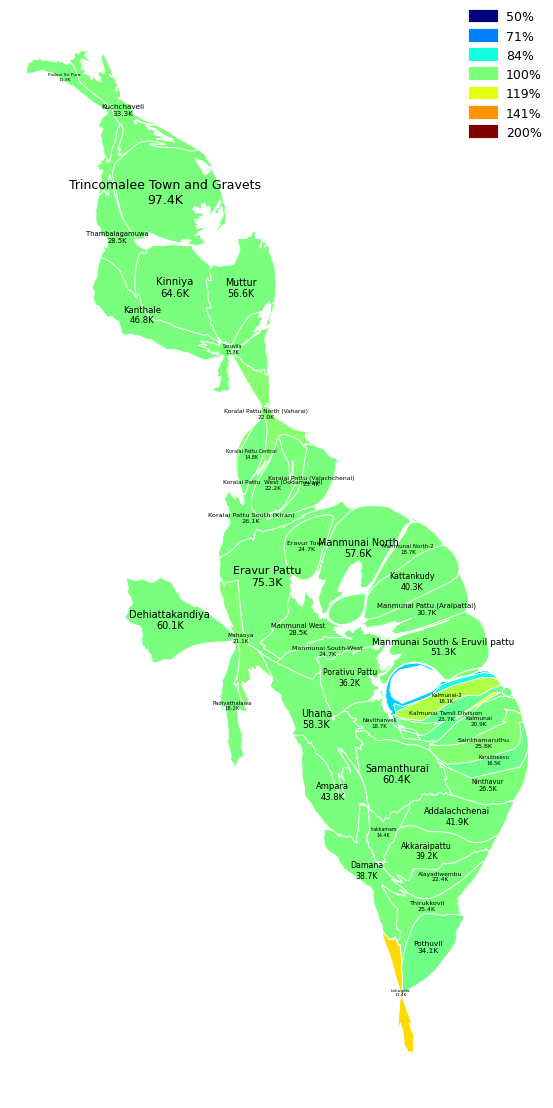 50%
71%
84%
100%
119%
141%
200%
Padavi Sri Pura
11.9K
Kuchchaveli
33.3K
Trincomalee Town and Gravets
97.4K
Thambalagamuwa
28.5K
Kinniya
64.6K
Muttur
56.6K
Kanthale
46.8K
Seruvila
13.7K
Koralai Pattu North (Vaharai)
22.0K
Koralai Pattu Central
14.8K
Koralai Pattu (Valachchenai)
Koralai Pattu West (Oddamavadi)
22.2K
Koralai Pattu South (Kiran)
26.1K
Eravur Town
24.7K
Manmunai North
57.6K
Manmunai North-2
18.7K
Eravur Pattu
75.3K
Kattankudy
40.3K
Manmunai Pattu (Araipattai)
30.7K
Dehiattakandiya
60.1K
Manmunai West
28.5K
Mahaoya
21.1K
Manmunai South & Eruvil pattu
51.3K
Manmunai South-West
24.7K
Porativu Pattu
36.2K
Kalmunai-2
18.1K
Padiyathalawa
18.2K
Uhana
58.3K
Navithanveli
18.7K
Kalmunai Tamil Division
23.7K
Kalmunai
20.9K
Sainthamaruthu
25.8K
Karaitheevu
16.5K
Samanthurai
60.4K
Ninthavur
26.5K
Ampara
43.8K
Addalachchenai
41.9K
Irakkamam
14.4K
Akkaraipattu
39.2K
Damana
38.7K
Alayadiwembu
22.4K
Thirukkovil
25.4K
Pothuvil
34.1K
Lahugala